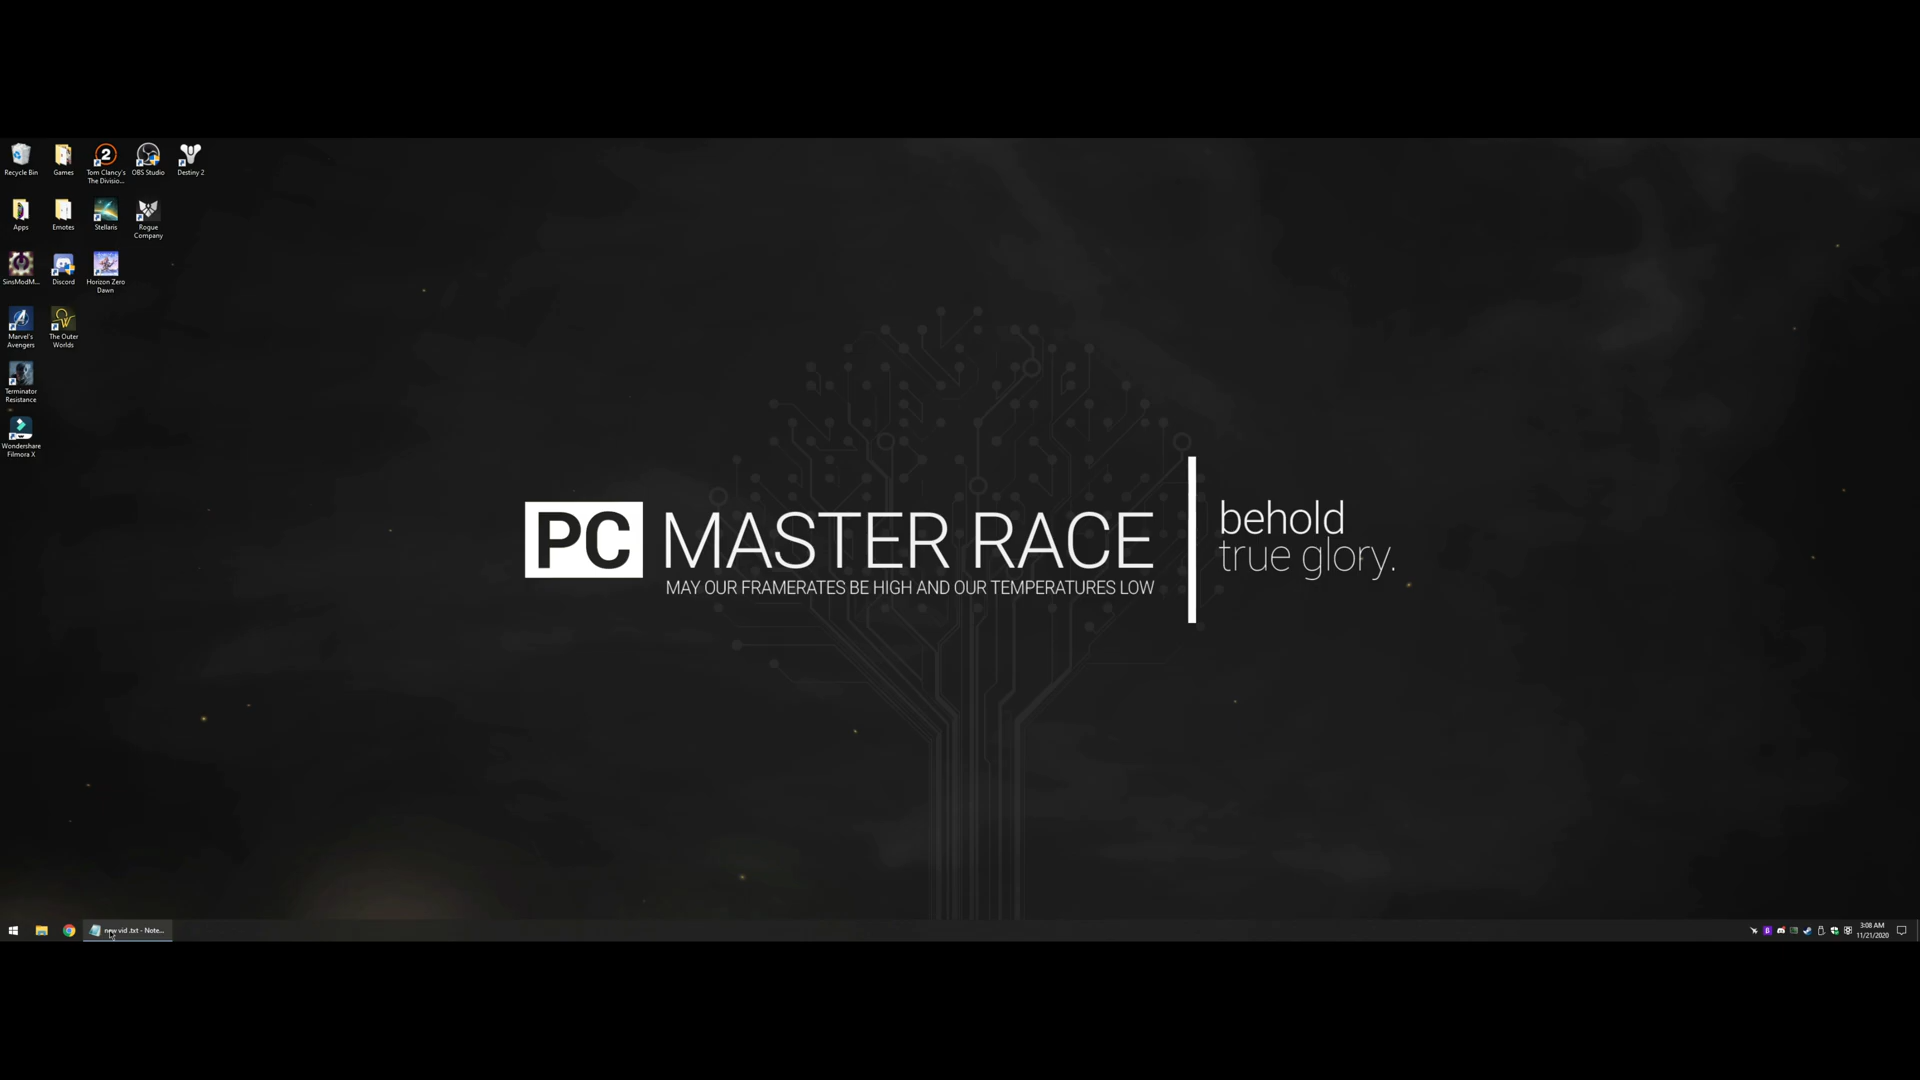 Recycle Bin
Games
Tom Clancy's
The Divisio...
OBS Studio
Destiny 2
Apps
Emotes
Stellaris
Rogue
Company
SinsModM...
Discord
Horizon Zero
Dawn
Marvel's
Avengers
The Outer
Worlds
Terminator
Resistance
Wondershare
Filmora X
PC MASTER RACE
MAY OUR FRAMERATES BE HIGH AND OUR TEMPERATURES LOW
behold
true glory.
new vid .txt - Note...
3:08 AM
11/21/2020